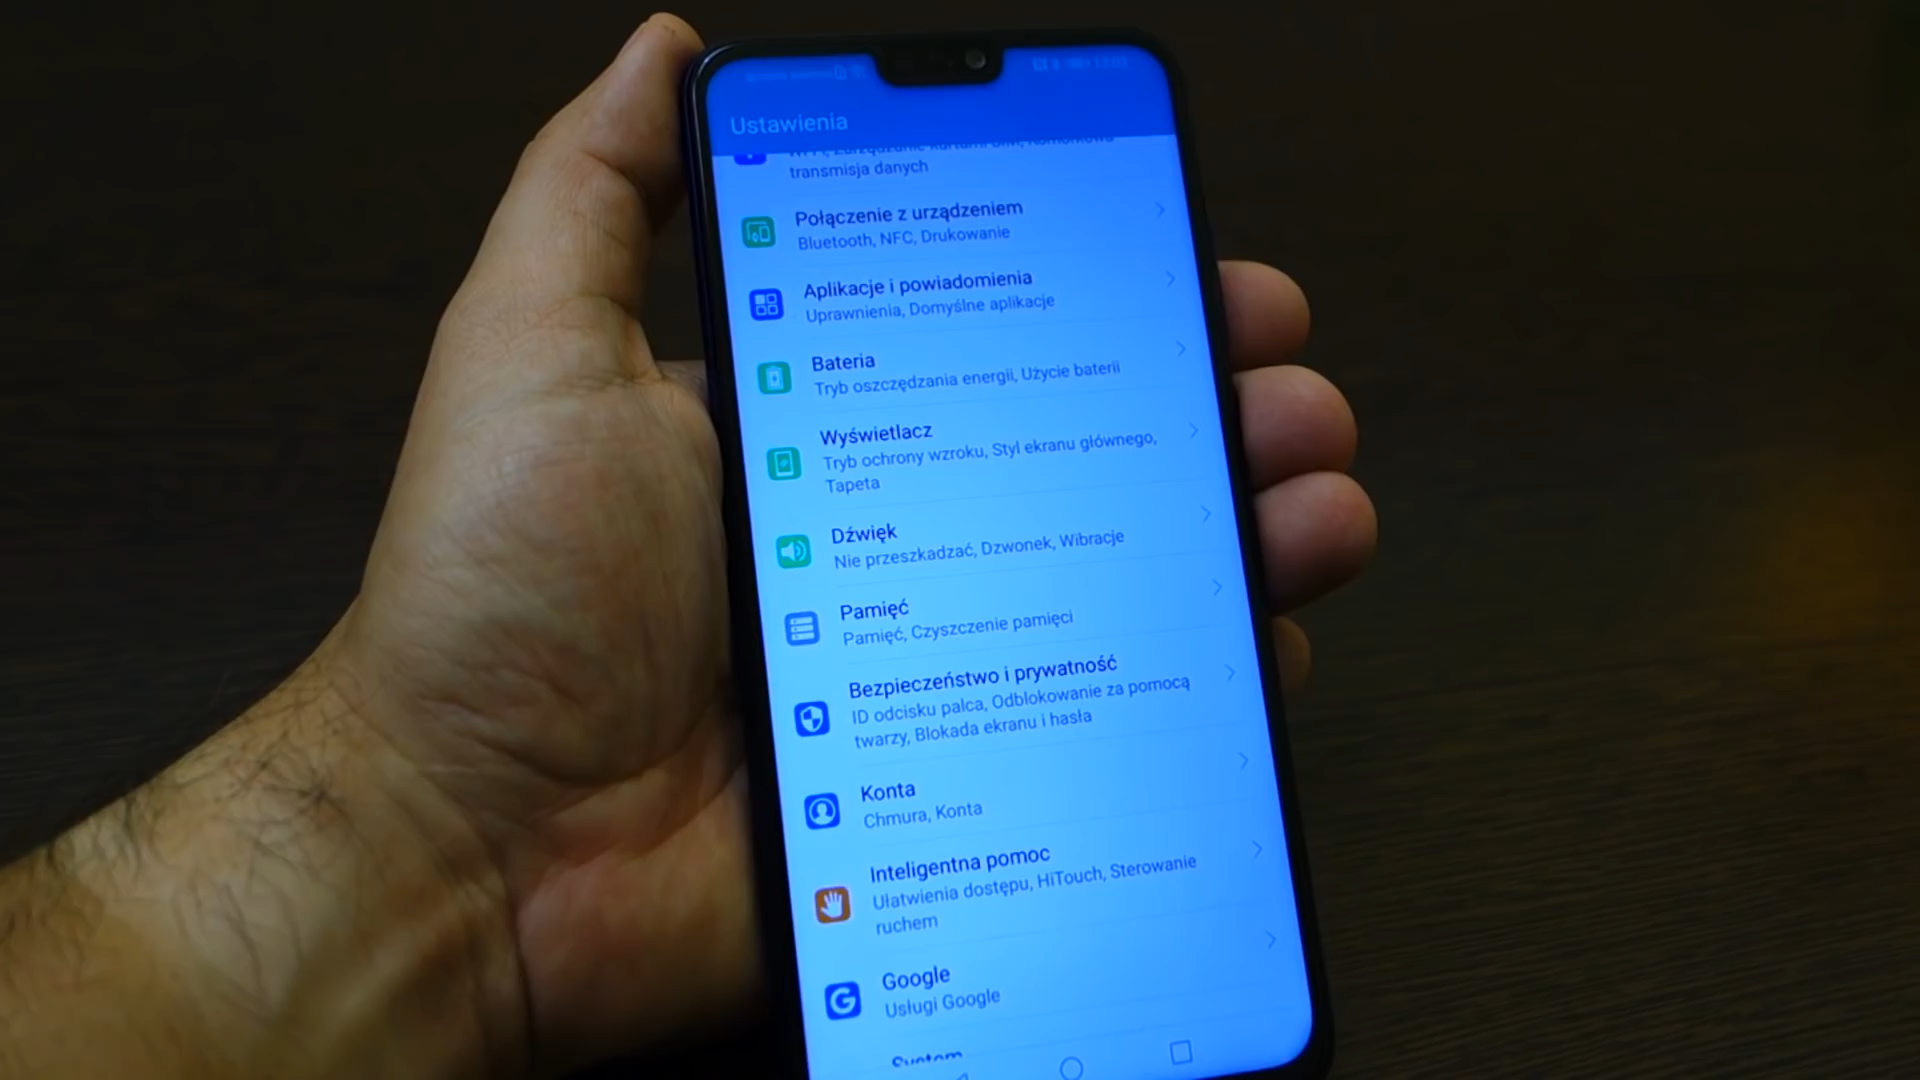 Ustawienia
transmisja danych
Połączenie z urządzeniem
Bluetooth, NFC, Drukowanie
Aplikacje i powiadomienia
Uprawnienia, Domyślne aplikacje
Bateria
Tryb oszczędzania energii, Użycie baterii
Wyświetlacz
Tryb ochrony wzroku, Styl ekranu głównego,
Tapeta
Dźwięk
Nie przeszkadzać, Dzwonek, Wibracje
Pamięć
Pamięć, Czyszczenie pamięci
Bezpieczeństwo i prywatność
ID odcisku palca, Odblokowanie za pomocą
twarzy, Blokada ekranu i hasła
Konta
Chmura, Konta
Inteligentna pomoc
Ułatwienia dostępu, HiTouch, Sterowanie
ruchem
Google
Usługi Google
System